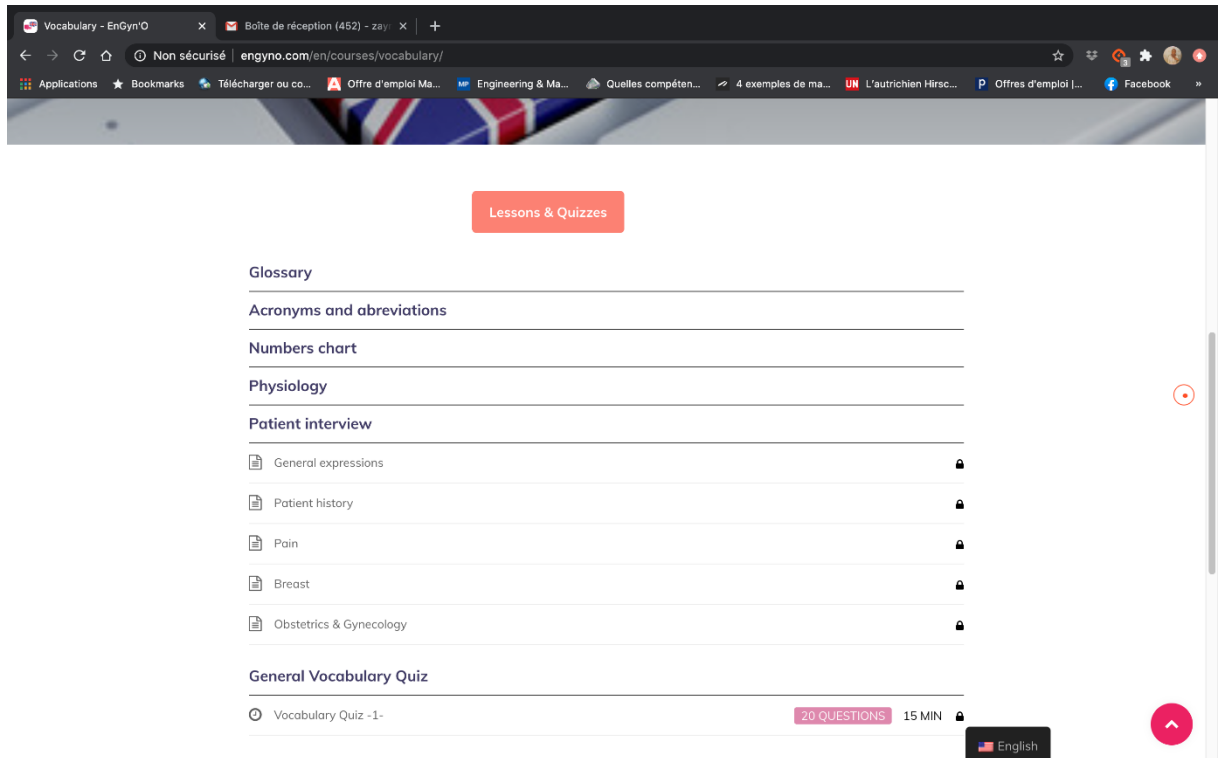 Vocabulary - EnGyn'O
Boîte de réception (452) - zay
Non sécurisé | engyno.com/en/courses/vocabulary/
Applications Bookmarks Télécharger ou co... Offre d'emploi Ma... Engineering & Ma... Quelles compéten... 4 exemples de ma... L'autrichien Hirsc... Offres d'emploi |... Facebook »
Lessons & Quizzes
Glossary
Acronyms and abreviations
Numbers chart
Physiology
Patient interview
General expressions
Patient history
Pain
Breast
Obstetrics & Gynecology
General Vocabulary Quiz
Vocabulary Quiz -1- 20 QUESTIONS 15 MIN
English